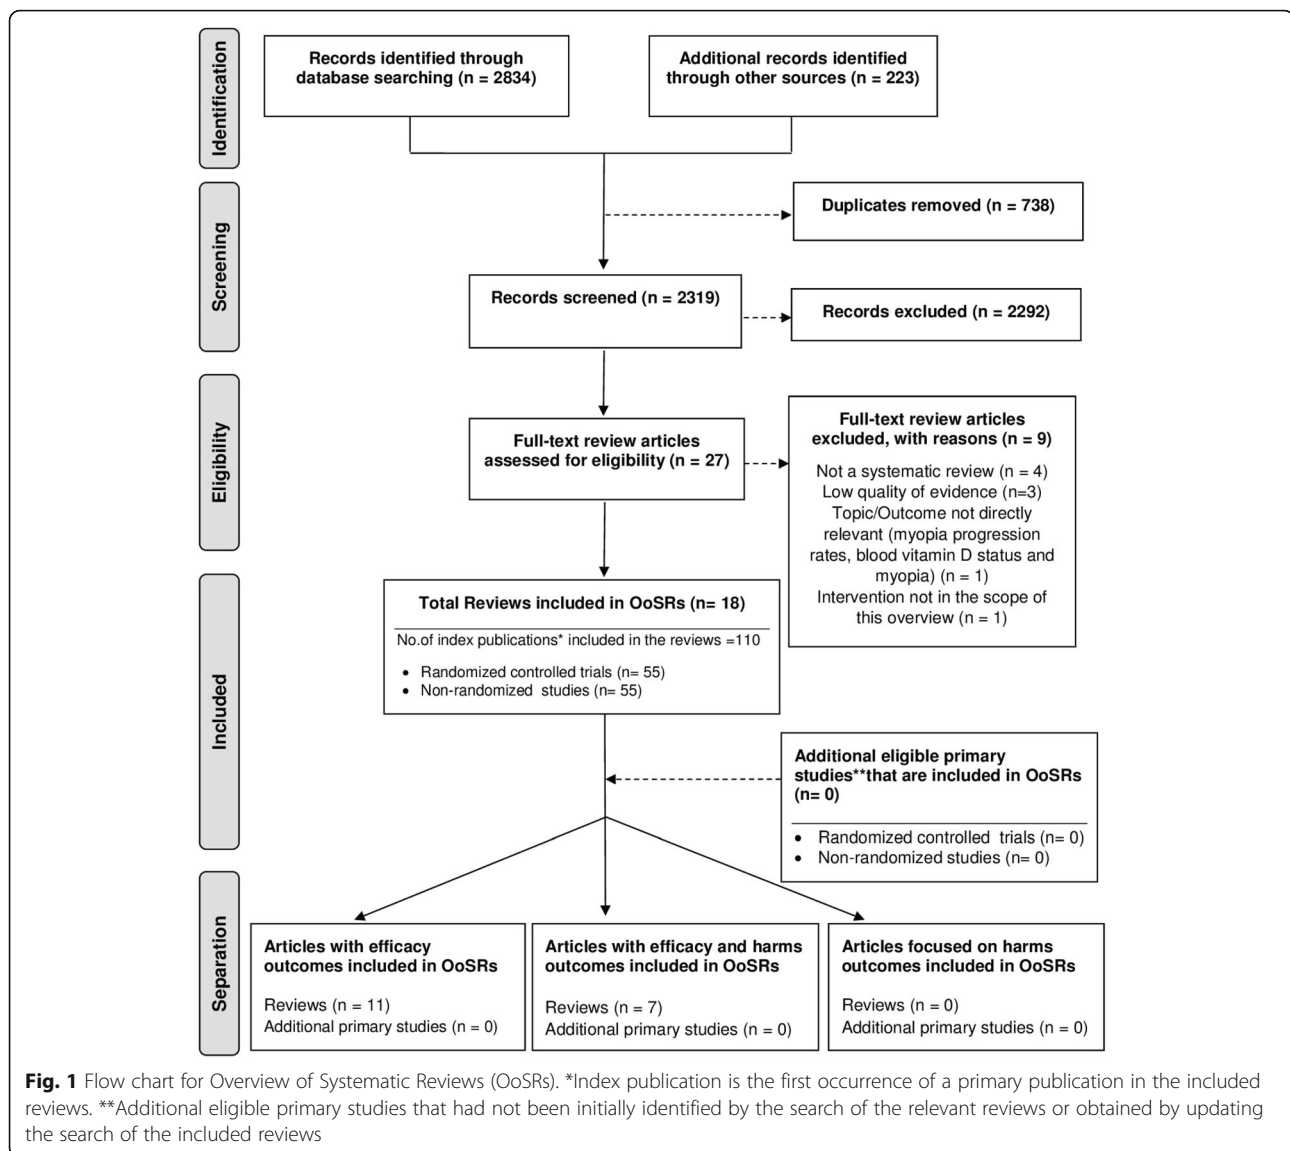 Identification
Records identified through
database searching (n = 2834)
Additional records identified
through other sources (n = 223)
Screening
Duplicates removed (n = 738)
Records screened (n = 2319)
Records excluded (n = 2292)
Eligibility
Full-text review articles
assessed for eligibility (n = 27)
Full-text review articles
excluded, with reasons (n = 9)
Not a systematic review (n = 4)
Low quality of evidence (n=3)
Topic/Outcome not directly
relevant (myopia progression
rates, blood vitamin D status and
myopia) (n = 1)
Intervention not in the scope of
this overview (n = 1)
Included
Total Reviews included in OoSRs (n= 18)
No.of index publications* included in the reviews =110
• Randomized controlled trials (n= 55)
• Non-randomized studies (n= 55)
Additional eligible primary
studies**that are included in OoSRs
(n= 0)
• Randomized controlled trials (n= 0)
• Non-randomized studies (n= 0)
Separation
Articles with efficacy
outcomes included in OoSRs
Reviews (n = 11)
Additional primary studies (n = 0)
Articles with efficacy and harms
outcomes included in OoSRs
Reviews (n = 7)
Additional primary studies (n = 0)
Articles focused on harms
outcomes included in OoSRs
Reviews (n = 0)
Additional primary studies (n = 0)
Fig. 1 Flow chart for Overview of Systematic Reviews (OoSRs). *Index publication is the first occurrence of a primary publication in the included
reviews. **Additional eligible primary studies that had not been initially identified by the search of the relevant reviews or obtained by updating
the search of the included reviews